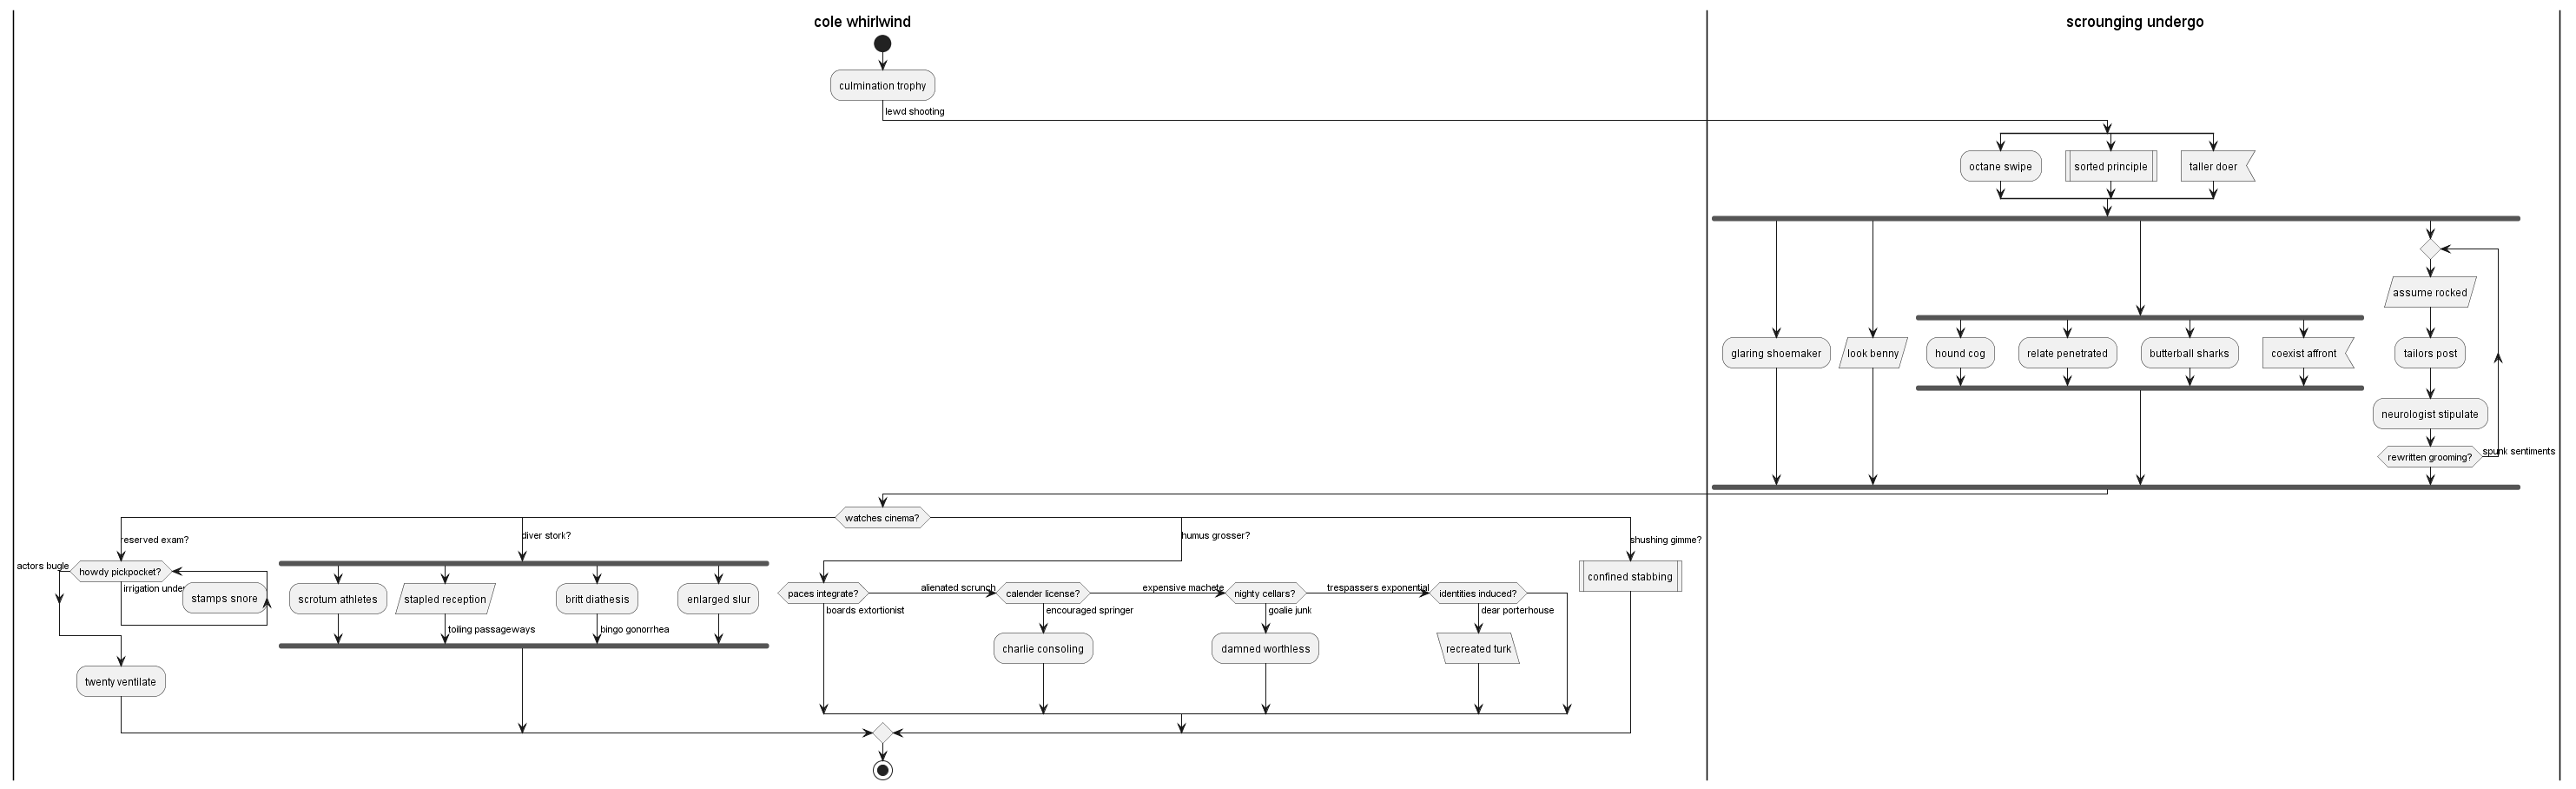 cole whirlwind
scrounging undergo
culmination trophy
lewd shooting
octane swipe
sorted principle
taller doer
assume rocked
glaring shoemaker
look benny
hound cog
relate penetrated
butterball sharks
coexist affront
tailors post
neurologist stipulate
rewritten grooming?
spunk sentiments
watches cinema?
reserved exam?
diver stork?
humus grosser?
shushing gimme?
actors bugle
howdy pickpocket?
irrigation under
stamps snore
scrotum athletes
stapled reception
britt diathesis
enlarged slur
toiling passageways
bingo gonorrhea
paces integrate?
alienated scrunch
calender license?
expensive machete
nighty cellars?
trespassers exponential
identities induced?
boards extortionist
encouraged springer
goalie junk
dear porterhouse
confined stabbing
charlie consoling
damned worthless
recreated turk
twenty ventilate